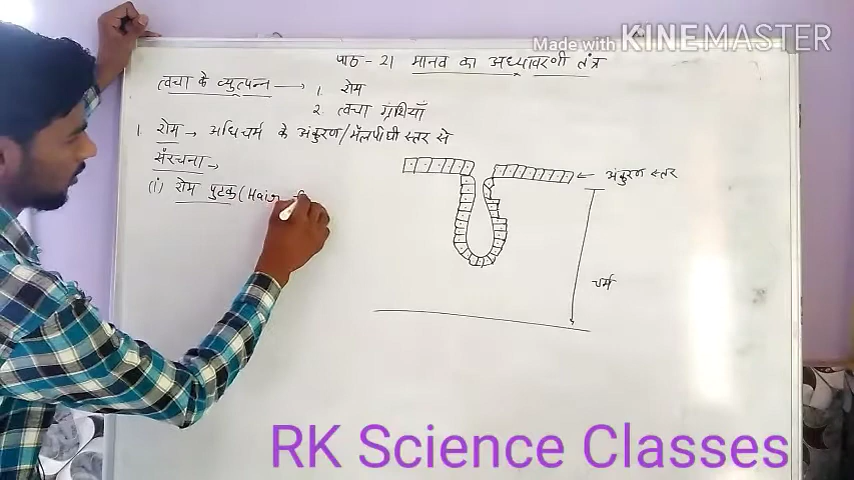 Made with KINEMASTER
पाठ - 21 मानव का अध्यावरणी तंत्र
त्वचा के व्युत्पन्न → 1. रोम
2. त्वचा ग्रंथियाँ
1. रोम → अधिचर्म के अंकुरण/मैलपीघी स्तर से
संरचना →
(i) रोम पुटक (Hair
← अंकुरण स्तर
चर्म
RK Science Classes